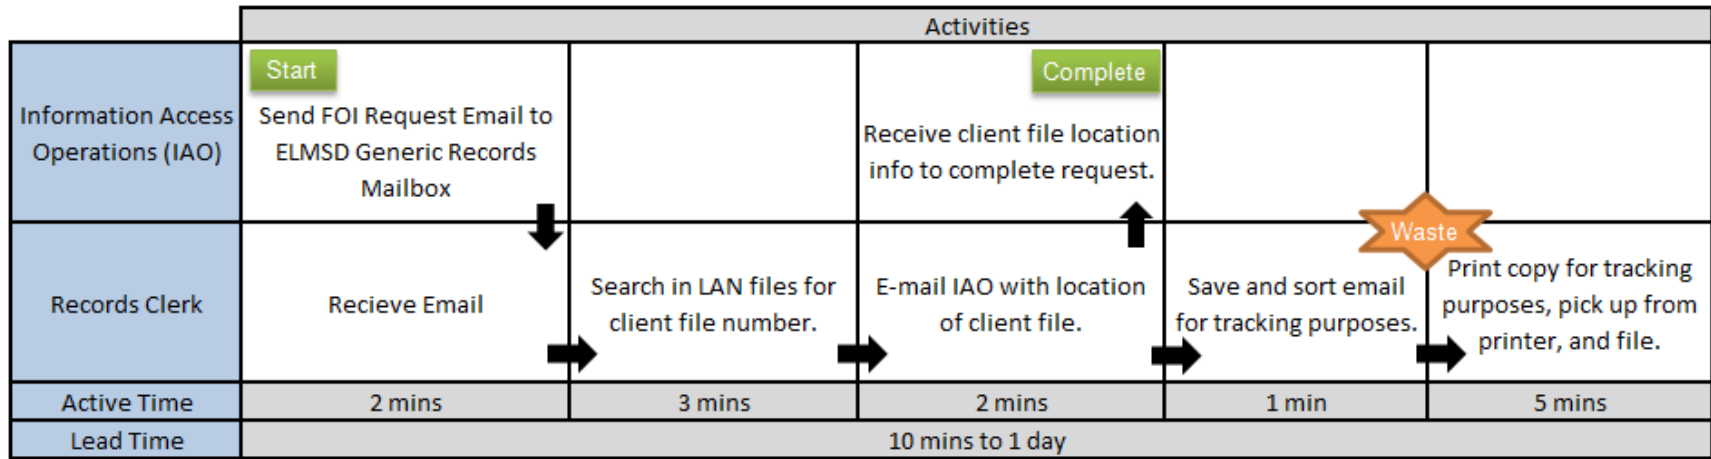 Activities
Start
Complete
Information Access
Operations (IAO)
Send FOI Request Email to
ELMSD Generic Records
Mailbox
Receive client file location
info to complete request.
Waste
Records Clerk
Recieve Email
Search in LAN files for
client file number.
E-mail IAO with location
of client file.
Save and sort email
for tracking purposes.
Print copy for tracking
purposes, pick up from
printer, and file.
Active Time
2 mins
3 mins
2 mins
1 min
5 mins
Lead Time
10 mins to 1 day